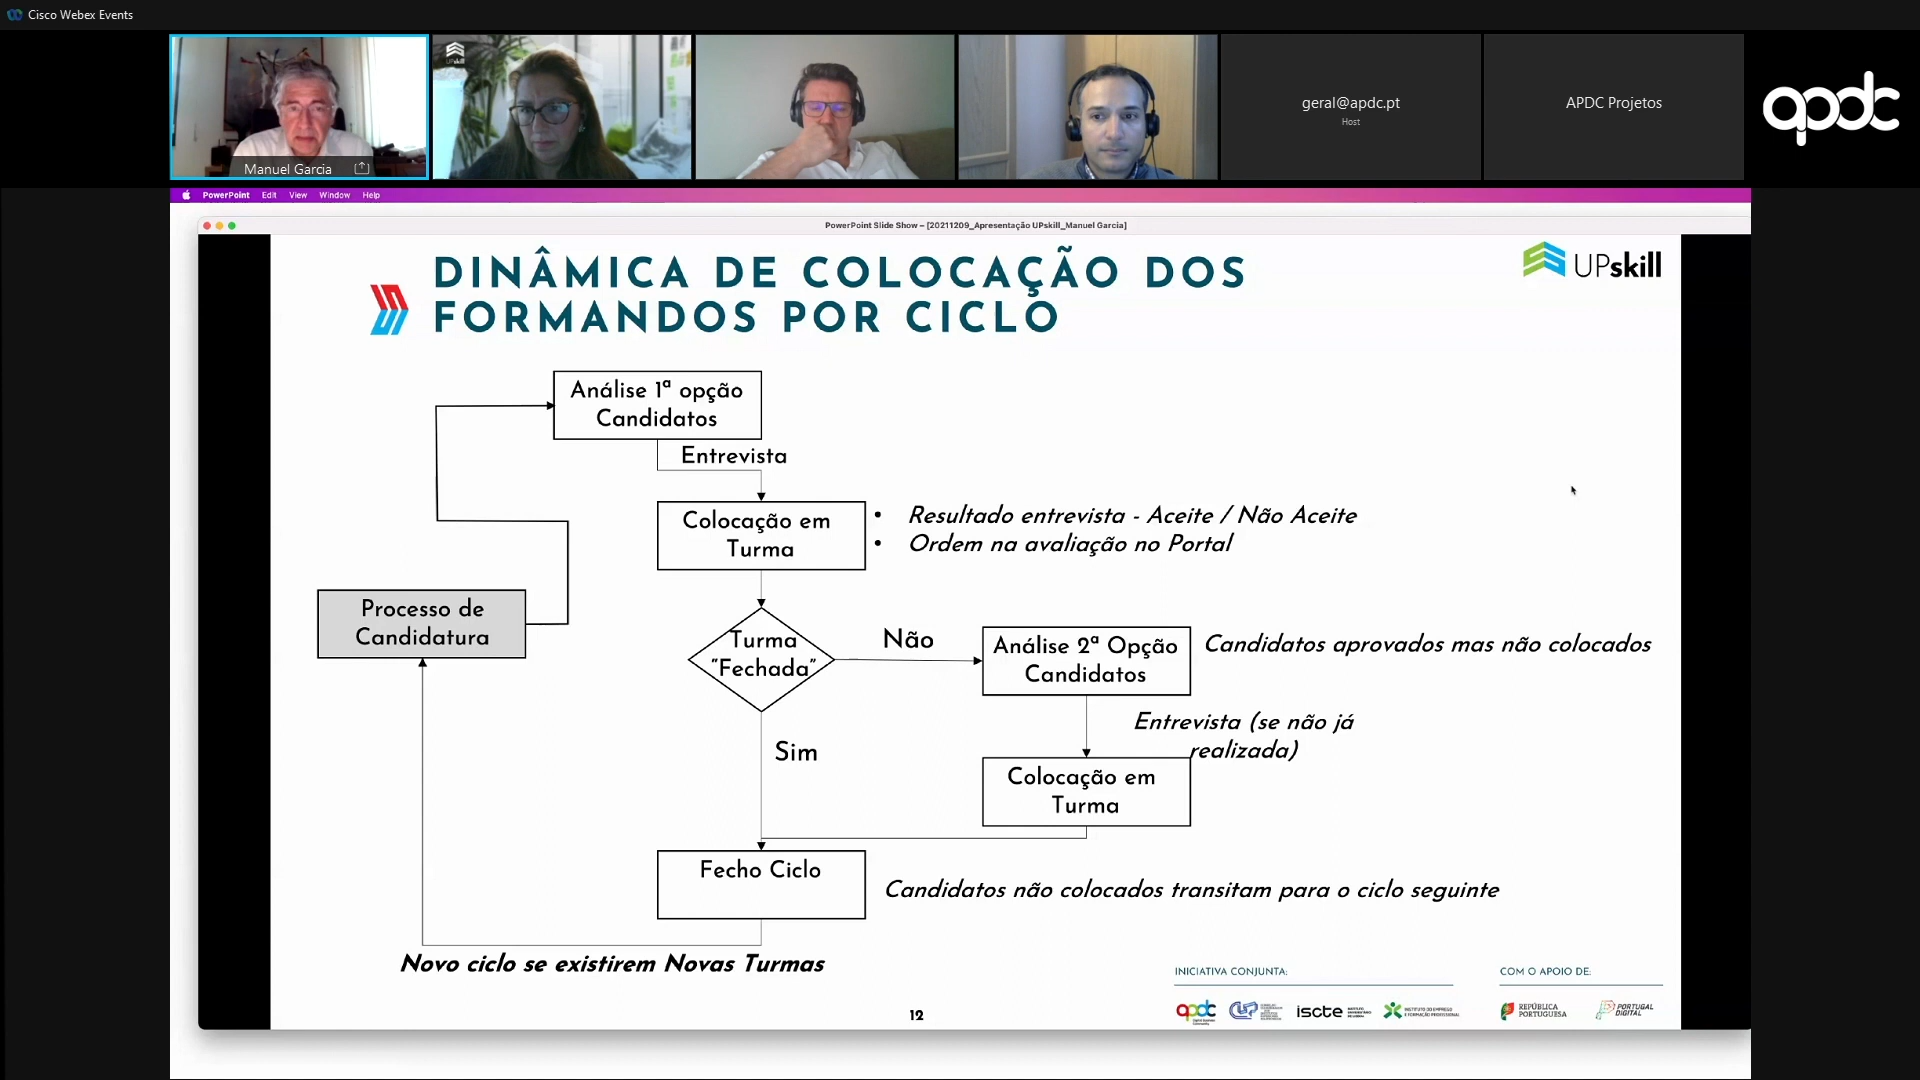 Cisco Webex Events
UPskill
Manuel Garcia
geral@apdc.pt
Host
APDC Projetos
apdc
PowerPoint Edit View Window Help
PowerPoint Slide Show – [20211209_Apresentação UPskill_Manuel Garcia]
DINÂMICA DE COLOCAÇÃO DOS
FORMANDOS POR CICLO
UPskill
Análise 1ª opção
Candidatos
Entrevista
Colocação em
Turma
• Resultado entrevista - Aceite / Não Aceite
• Ordem na avaliação no Portal
Processo de
Candidatura
Turma
"Fechada"
Não
Análise 2ª Opção
Candidatos
Candidatos aprovados mas não colocados
Entrevista (se não já
realizada)
Sim
Colocação em
Turma
Fecho Ciclo
Candidatos não colocados transitam para o ciclo seguinte
Novo ciclo se existirem Novas Turmas
INICIATIVA CONJUNTA:
COM O APOIO DE:
apdc
iscte
INSTITUTO DO EMPREGO
E FORMAÇÃO PROFISSIONAL
REPÚBLICA
PORTUGUESA
PORTUGAL
DIGITAL
12